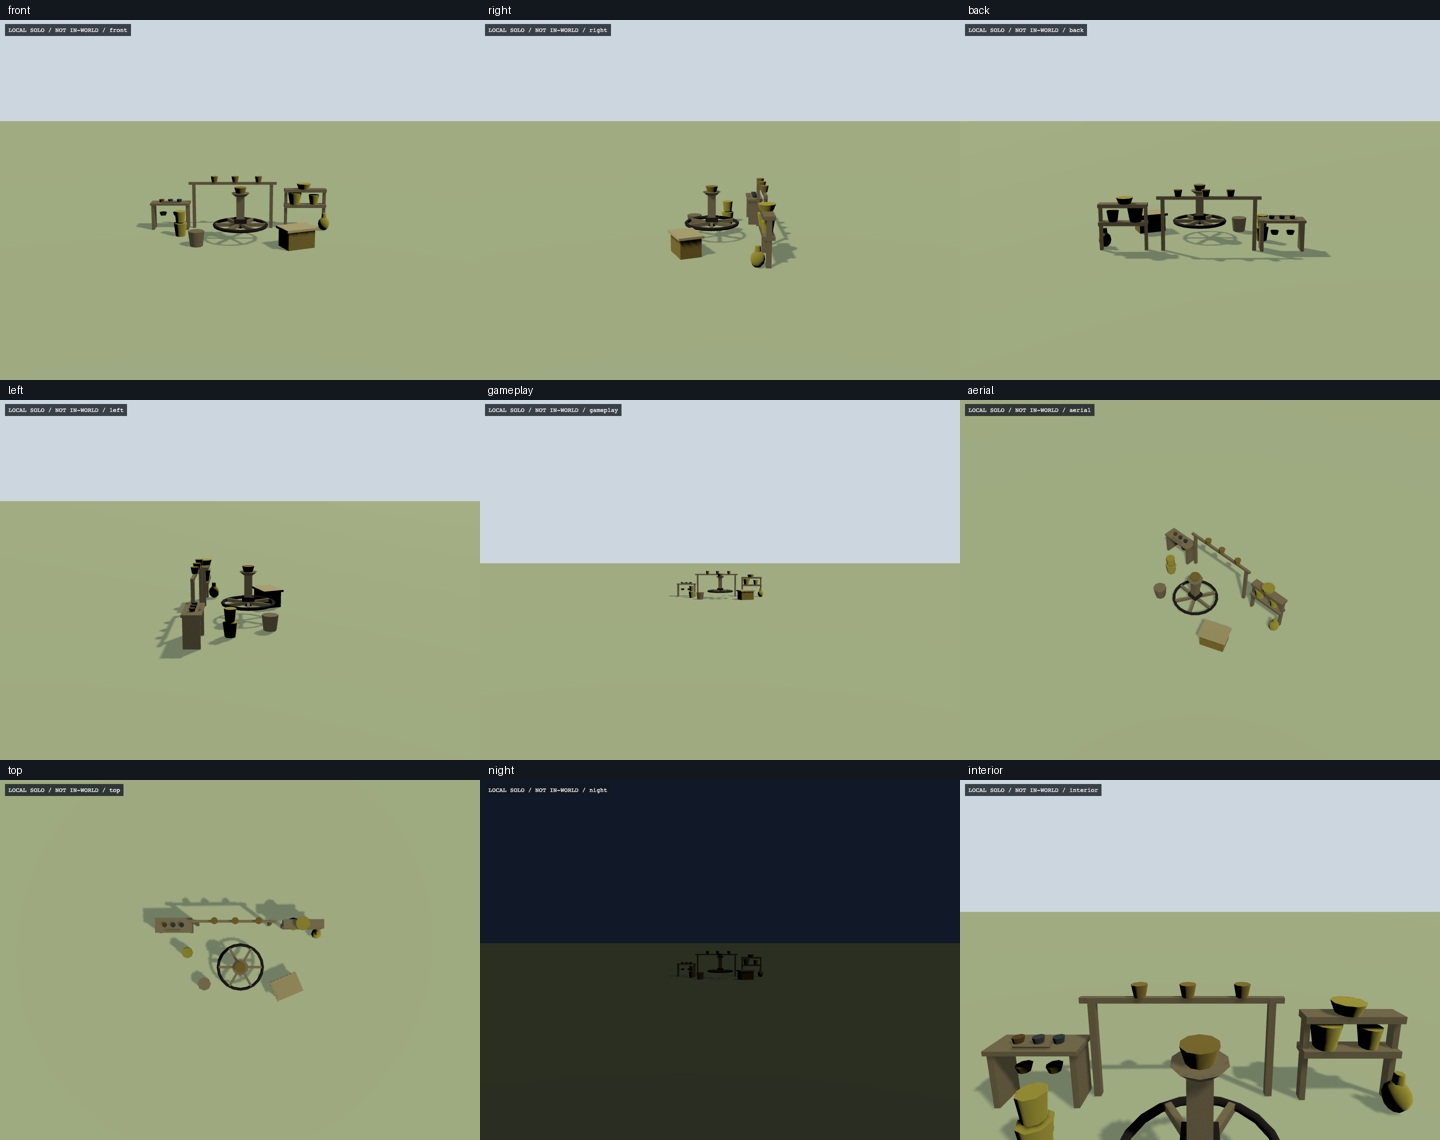 front
LOCAL SOLO / NOT IN-WORLD / front
right
LOCAL SOLO / NOT IN-WORLD / right
back
LOCAL SOLO / NOT IN-WORLD / back
left
LOCAL SOLO / NOT IN-WORLD / left
gameplay
LOCAL SOLO / NOT IN-WORLD / gameplay
aerial
LOCAL SOLO / NOT IN-WORLD / aerial
top
LOCAL SOLO / NOT IN-WORLD / top
night
LOCAL SOLO / NOT IN-WORLD / night
interior
LOCAL SOLO / NOT IN-WORLD / interior